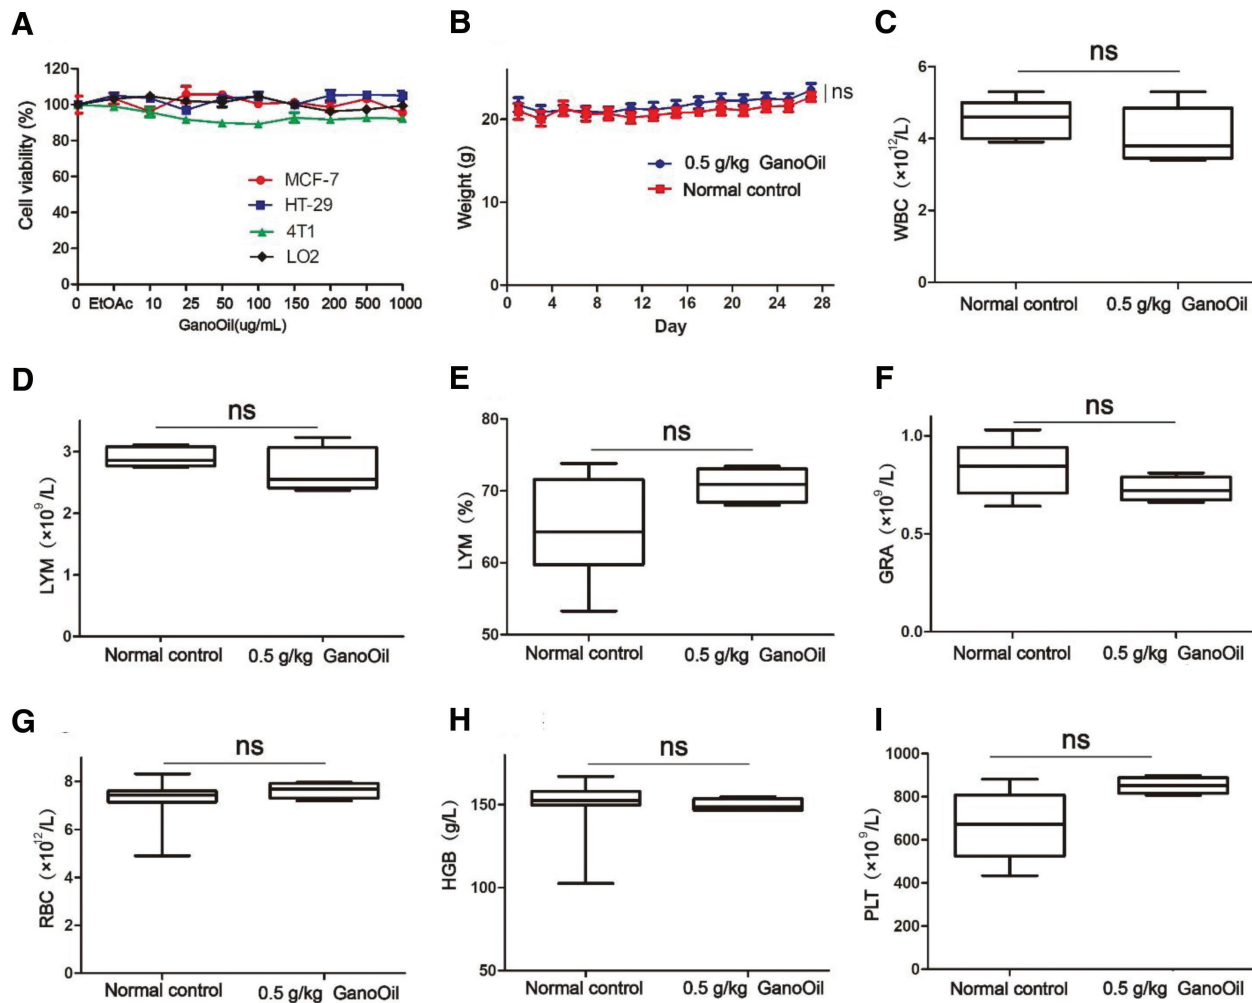 A
120
100
80
60
40
20
0
Cell viability (%)
MCF-7
HT-29
4T1
LO2
0 EtOAc 10 25 50 100 150 200 500 1000
GanoOil(ug/mL)
B
20
10
0
Weight (g)
ns
0.5 g/kg GanoOil
Normal control
0 4 8 12 16 20 24 28
Day
C
ns
6
4
2
0
WBC (×10¹²/L)
Normal control 0.5 g/kg GanoOil
D
ns
3
2
1
0
LYM (×10⁹/L)
Normal control 0.5 g/kg GanoOil
E
80
70
60
50
ns
LYM (%)
Normal control 0.5 g/kg GanoOil
F
ns
1.0
0.5
0.0
GRA (×10⁹/L)
Normal control 0.5 g/kg GanoOil
G
ns
8
6
4
2
0
RBC (×10¹²/L)
Normal control 0.5 g/kg GanoOil
H
ns
150
100
50
HGB (g/L)
Normal control 0.5 g/kg GanoOil
I
ns
1000
800
600
400
200
0
PLT (×10⁹/L)
Normal control 0.5 g/kg GanoOil